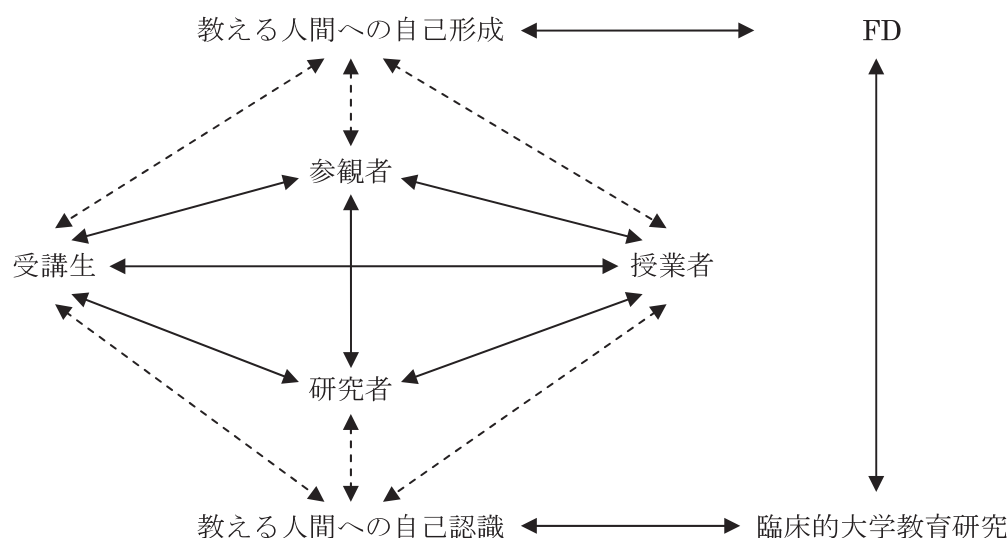 教える人間への自己形成
FD
参観者
受講生
授業者
研究者
教える人間への自己認識
臨床的大学教育研究